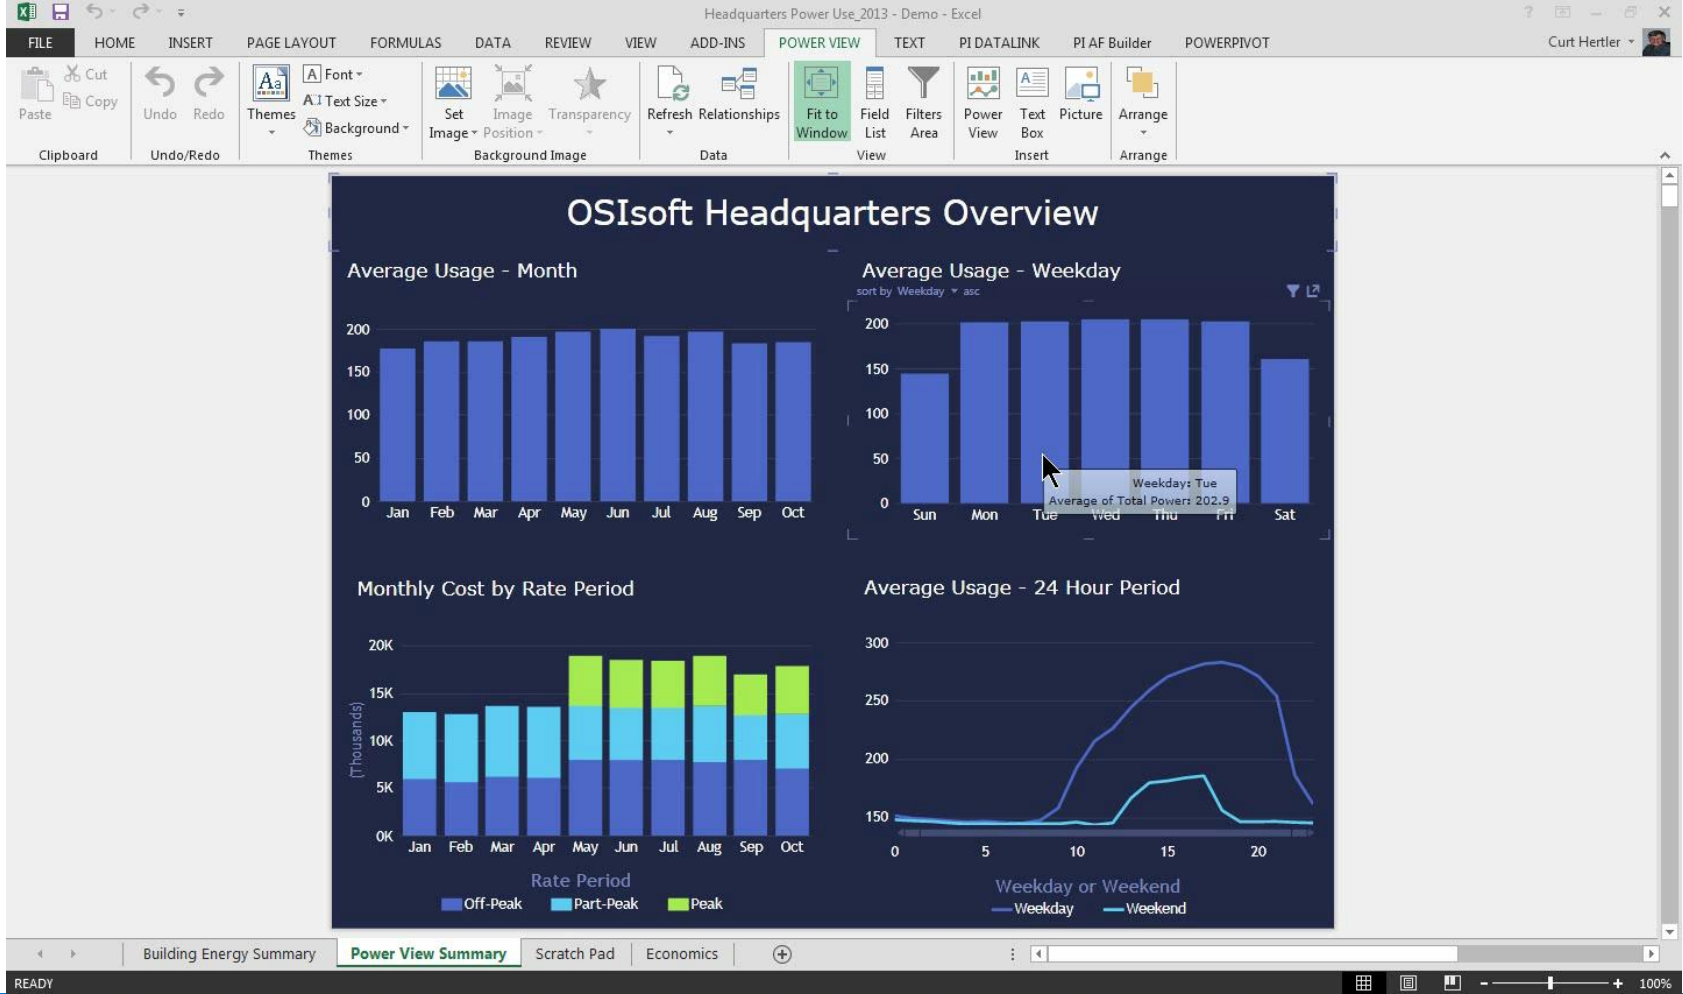 Headquarters Power Use_2013 - Demo - Excel
?
FILE HOME INSERT PAGE LAYOUT FORMULAS DATA REVIEW VIEW ADD-INS POWER VIEW TEXT PI DATALINK PI AF Builder POWERPIVOT Curt Hertler
Paste
Cut
Copy
Clipboard
Undo Redo
Undo/Redo
Themes
Font
Text Size
Background
Themes
Set Image
Image Position
Transparency
Background Image
Refresh Relationships
Data
Fit to Window
Field List
Filters Area
View
Power View
Text Box
Picture
Insert
Arrange
Arrange
OSIsoft Headquarters Overview
Average Usage - Month
200
150
100
50
0
Jan Feb Mar Apr May Jun Jul Aug Sep Oct
Average Usage - Weekday
sort by Weekday asc
200
150
100
50
0
Weekday: Tue
Average of Total Power: 202.9
Sun Mon Tue Wed Thu Fri Sat
Monthly Cost by Rate Period
(Thousands)
20K
15K
10K
5K
0K
Jan Feb Mar Apr May Jun Jul Aug Sep Oct
Rate Period
Off-Peak Part-Peak Peak
Average Usage - 24 Hour Period
300
250
200
150
0 5 10 15 20
Weekday or Weekend
Weekday Weekend
Building Energy Summary Power View Summary Scratch Pad Economics
READY 100%